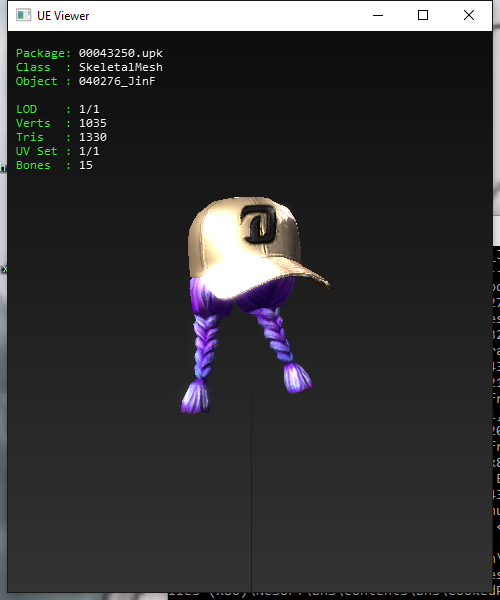 UE Viewer
Package: 00043250.upk
Class : SkeletalMesh
Object : 040276_JinF
LOD : 1/1
Verts : 1035
Tris : 1330
UV Set : 1/1
Bones : 15
D